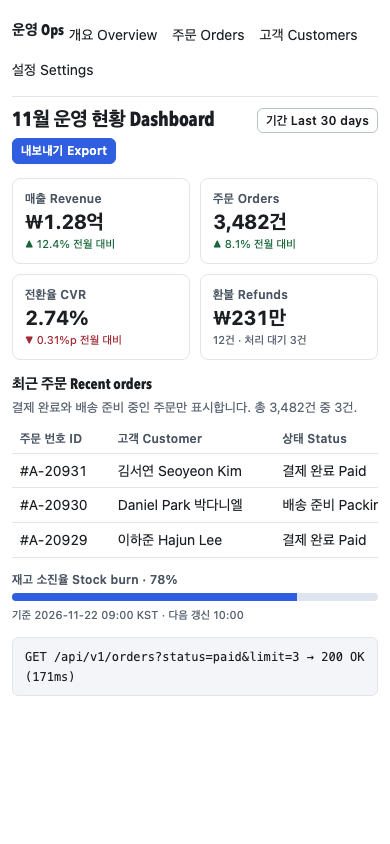 운영 Ops 개요 Overview 주문 Orders 고객 Customers
설정 Settings
11월 운영 현황 Dashboard
기간 Last 30 days
내보내기 Export
매출 Revenue
₩1.28억
▲ 12.4% 전월 대비
주문 Orders
3,482건
▲ 8.1% 전월 대비
전환율 CVR
2.74%
▼ 0.31%p 전월 대비
환불 Refunds
₩231만
12건 · 처리 대기 3건
최근 주문 Recent orders
결제 완료와 배송 준비 중인 주문만 표시합니다. 총 3,482건 중 3건.
주문 번호 ID 고객 Customer 상태 Status
#A-20931 김서연 Seoyeon Kim 결제 완료 Paid
#A-20930 Daniel Park 박다니엘 배송 준비 Packin
#A-20929 이하준 Hajun Lee 결제 완료 Paid
재고 소진율 Stock burn · 78%
기준 2026-11-22 09:00 KST · 다음 갱신 10:00
GET /api/v1/orders?status=paid&limit=3 → 200 OK
(171ms)